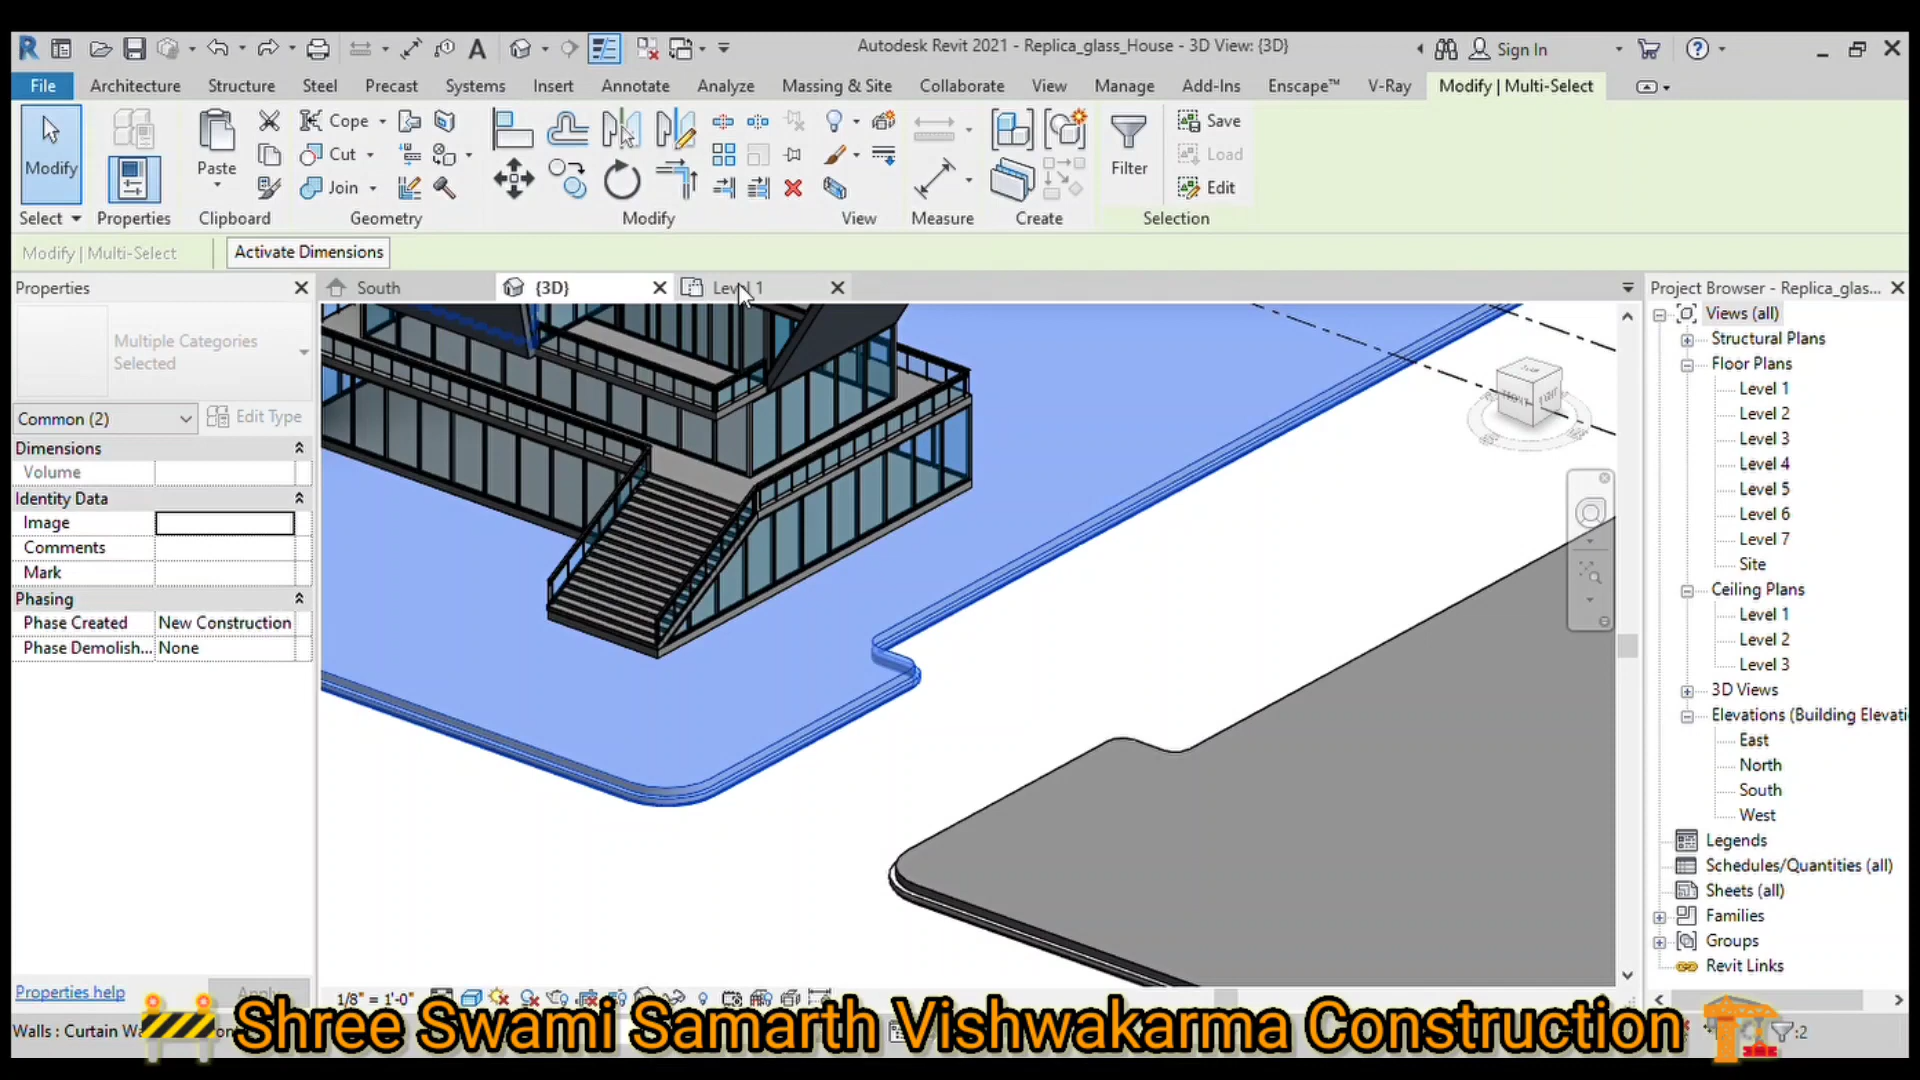 Autodesk Revit 2021 - Replica_glass_House - 3D View: {3D}
Sign In
File Architecture Structure Steel Precast Systems Insert Annotate Analyze Massing & Site Collaborate View Manage Add-Ins Enscape™ V-Ray Modify | Multi-Select
Modify
Paste
Cope
Cut
Join
Filter
Save
Load
Edit
Select Properties Clipboard Geometry Modify View Measure Create Selection
Modify | Multi-Select Activate Dimensions
Properties
South {3D} Level 1
Project Browser - Replica_glas...
Multiple Categories
Selected
Common (2) Edit Type
Dimensions
Volume
Identity Data
Image
Comments
Mark
Phasing
Phase Created New Construction
Phase Demolish... None
Properties help Apply
Views (all)
Structural Plans
Floor Plans
Level 1
Level 2
Level 3
Level 4
Level 5
Level 6
Level 7
Site
Ceiling Plans
Level 1
Level 2
Level 3
3D Views
Elevations (Building Elevati
East
North
South
West
Legends
Schedules/Quantities (all)
Sheets (all)
Families
Groups
Revit Links
FRONT
1/8" = 1'-0"
Walls : Curtain Wa
Shree Swami Samarth Vishwakarma Construction
:2